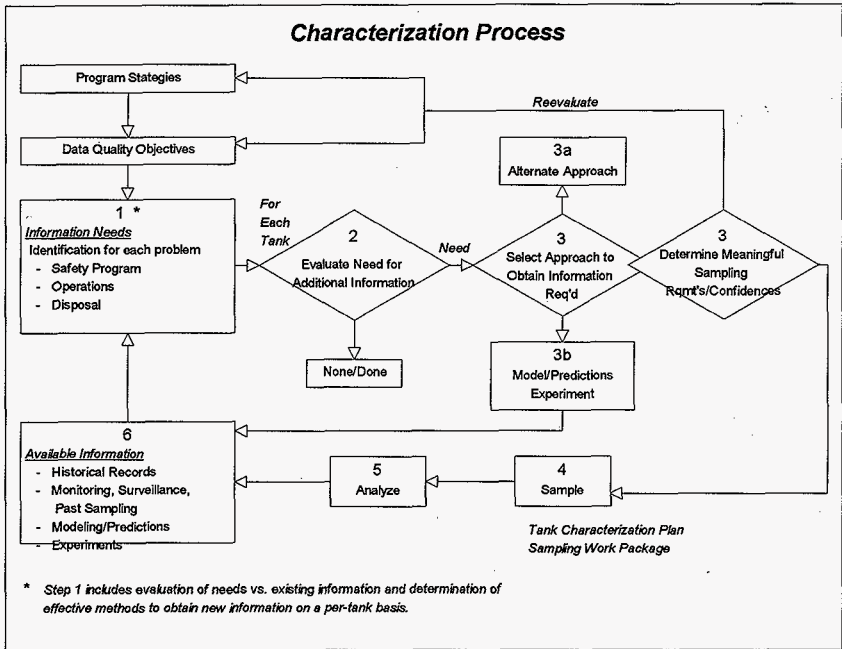 Characterization Process
Program Stategies
Data Quality Objectives
Reevaluate
1 *
Information Needs
Identification for each problem
- Safety Program
- Operations
- Disposal
For
Each
Tank
2
Evaluate Need for
Additional Information
None/Done
Need
3a
Alternate Approach
3
Select Approach to
Obtain Information
Req'd
3
Determine Meaningful
Sampling
Rqmt's/Confidences
3b
Model/Predictions
Experiment
6
Available Information
- Historical Records
- Monitoring, Surveillance,
Past Sampling
- Modeling/Predictions
- Experiments
5
Analyze
4
Sample
Tank Characterization Plan
Sampling Work Package
* Step 1 includes evaluation of needs vs. existing information and determination of
effective methods to obtain new information on a per-tank basis.